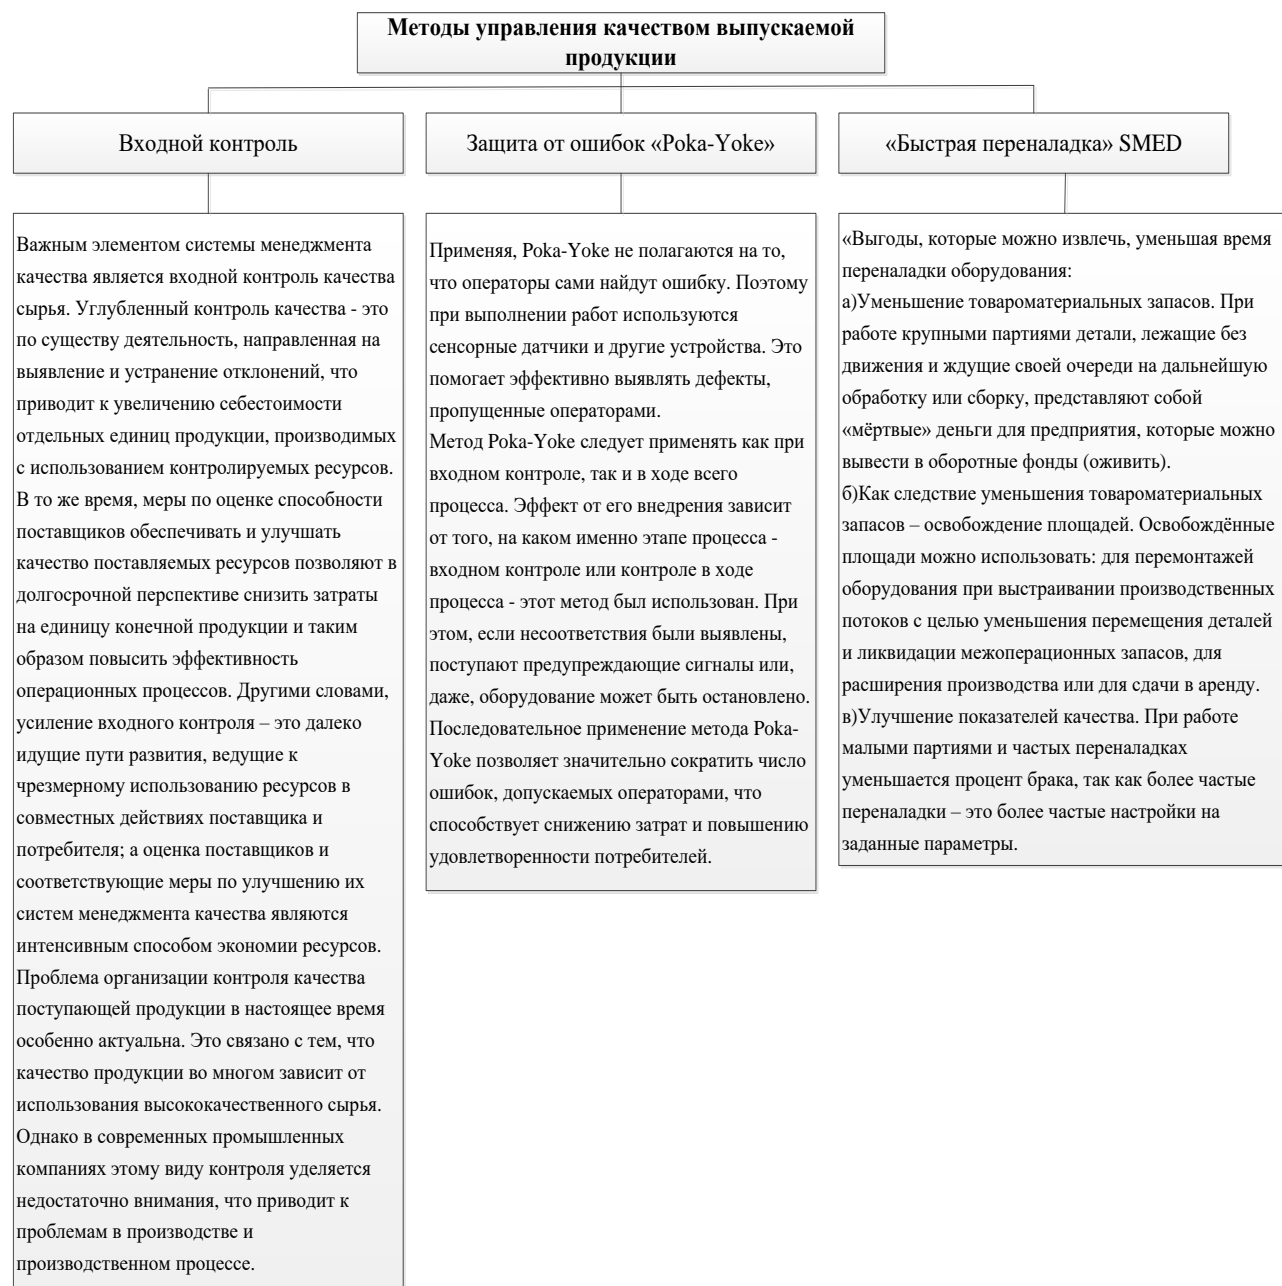 Методы управления качеством выпускаемой
продукции
Входной контроль
Важным элементом системы менеджмента
качества является входной контроль качества
сырья. Углубленный контроль качества - это
по существу деятельность, направленная на
выявление и устранение отклонений, что
приводит к увеличению себестоимости
отдельных единиц продукции, производимых
с использованием контролируемых ресурсов.
В то же время, меры по оценке способности
поставщиков обеспечивать и улучшать
качество поставляемых ресурсов позволяют в
долгосрочной перспективе снизить затраты
на единицу конечной продукции и таким
образом повысить эффективность
операционных процессов. Другими словами,
усиление входного контроля – это далеко
идущие пути развития, ведущие к
чрезмерному использованию ресурсов в
совместных действиях поставщика и
потребителя; а оценка поставщиков и
соответствующие меры по улучшению их
систем менеджмента качества являются
интенсивным способом экономии ресурсов.
Проблема организации контроля качества
поступающей продукции в настоящее время
особенно актуальна. Это связано с тем, что
качество продукции во многом зависит от
использования высококачественного сырья.
Однако в современных промышленных
компаниях этому виду контроля уделяется
недостаточно внимания, что приводит к
проблемам в производстве и
производственном процессе.
Защита от ошибок «Poka-Yoke»
Применяя, Poka-Yoke не полагаются на то,
что операторы сами найдут ошибку. Поэтому
при выполнении работ используются
сенсорные датчики и другие устройства. Это
помогает эффективно выявлять дефекты,
пропущенные операторами.
Метод Poka-Yoke следует применять как при
входном контроле, так и в ходе всего
процесса. Эффект от его внедрения зависит
от того, на каком именно этапе процесса -
входном контроле или контроле в ходе
процесса - этот метод был использован. При
этом, если несоответствия были выявлены,
поступают предупреждающие сигналы или,
даже, оборудование может быть остановлено.
Последовательное применение метода Poka-
Yoke позволяет значительно сократить число
ошибок, допускаемых операторами, что
способствует снижению затрат и повышению
удовлетворенности потребителей.
«Быстрая переналадка» SMED
«Выгоды, которые можно извлечь, уменьшая время
переналадки оборудования:
а)Уменьшение товароматериальных запасов. При
работе крупными партиями детали, лежащие без
движения и ждущие своей очереди на дальнейшую
обработку или сборку, представляют собой
«мёртвые» деньги для предприятия, которые можно
вывести в оборотные фонды (оживить).
б)Как следствие уменьшения товароматериальных
запасов – освобождение площадей. Освобождённые
площади можно использовать: для перемонтажей
оборудования при выстраивании производственных
потоков с целью уменьшения перемещения деталей
и ликвидации межоперационных запасов, для
расширения производства или для сдачи в аренду.
в)Улучшение показателей качества. При работе
малыми партиями и частых переналадках
уменьшается процент брака, так как более частые
переналадки – это более частые настройки на
заданные параметры.